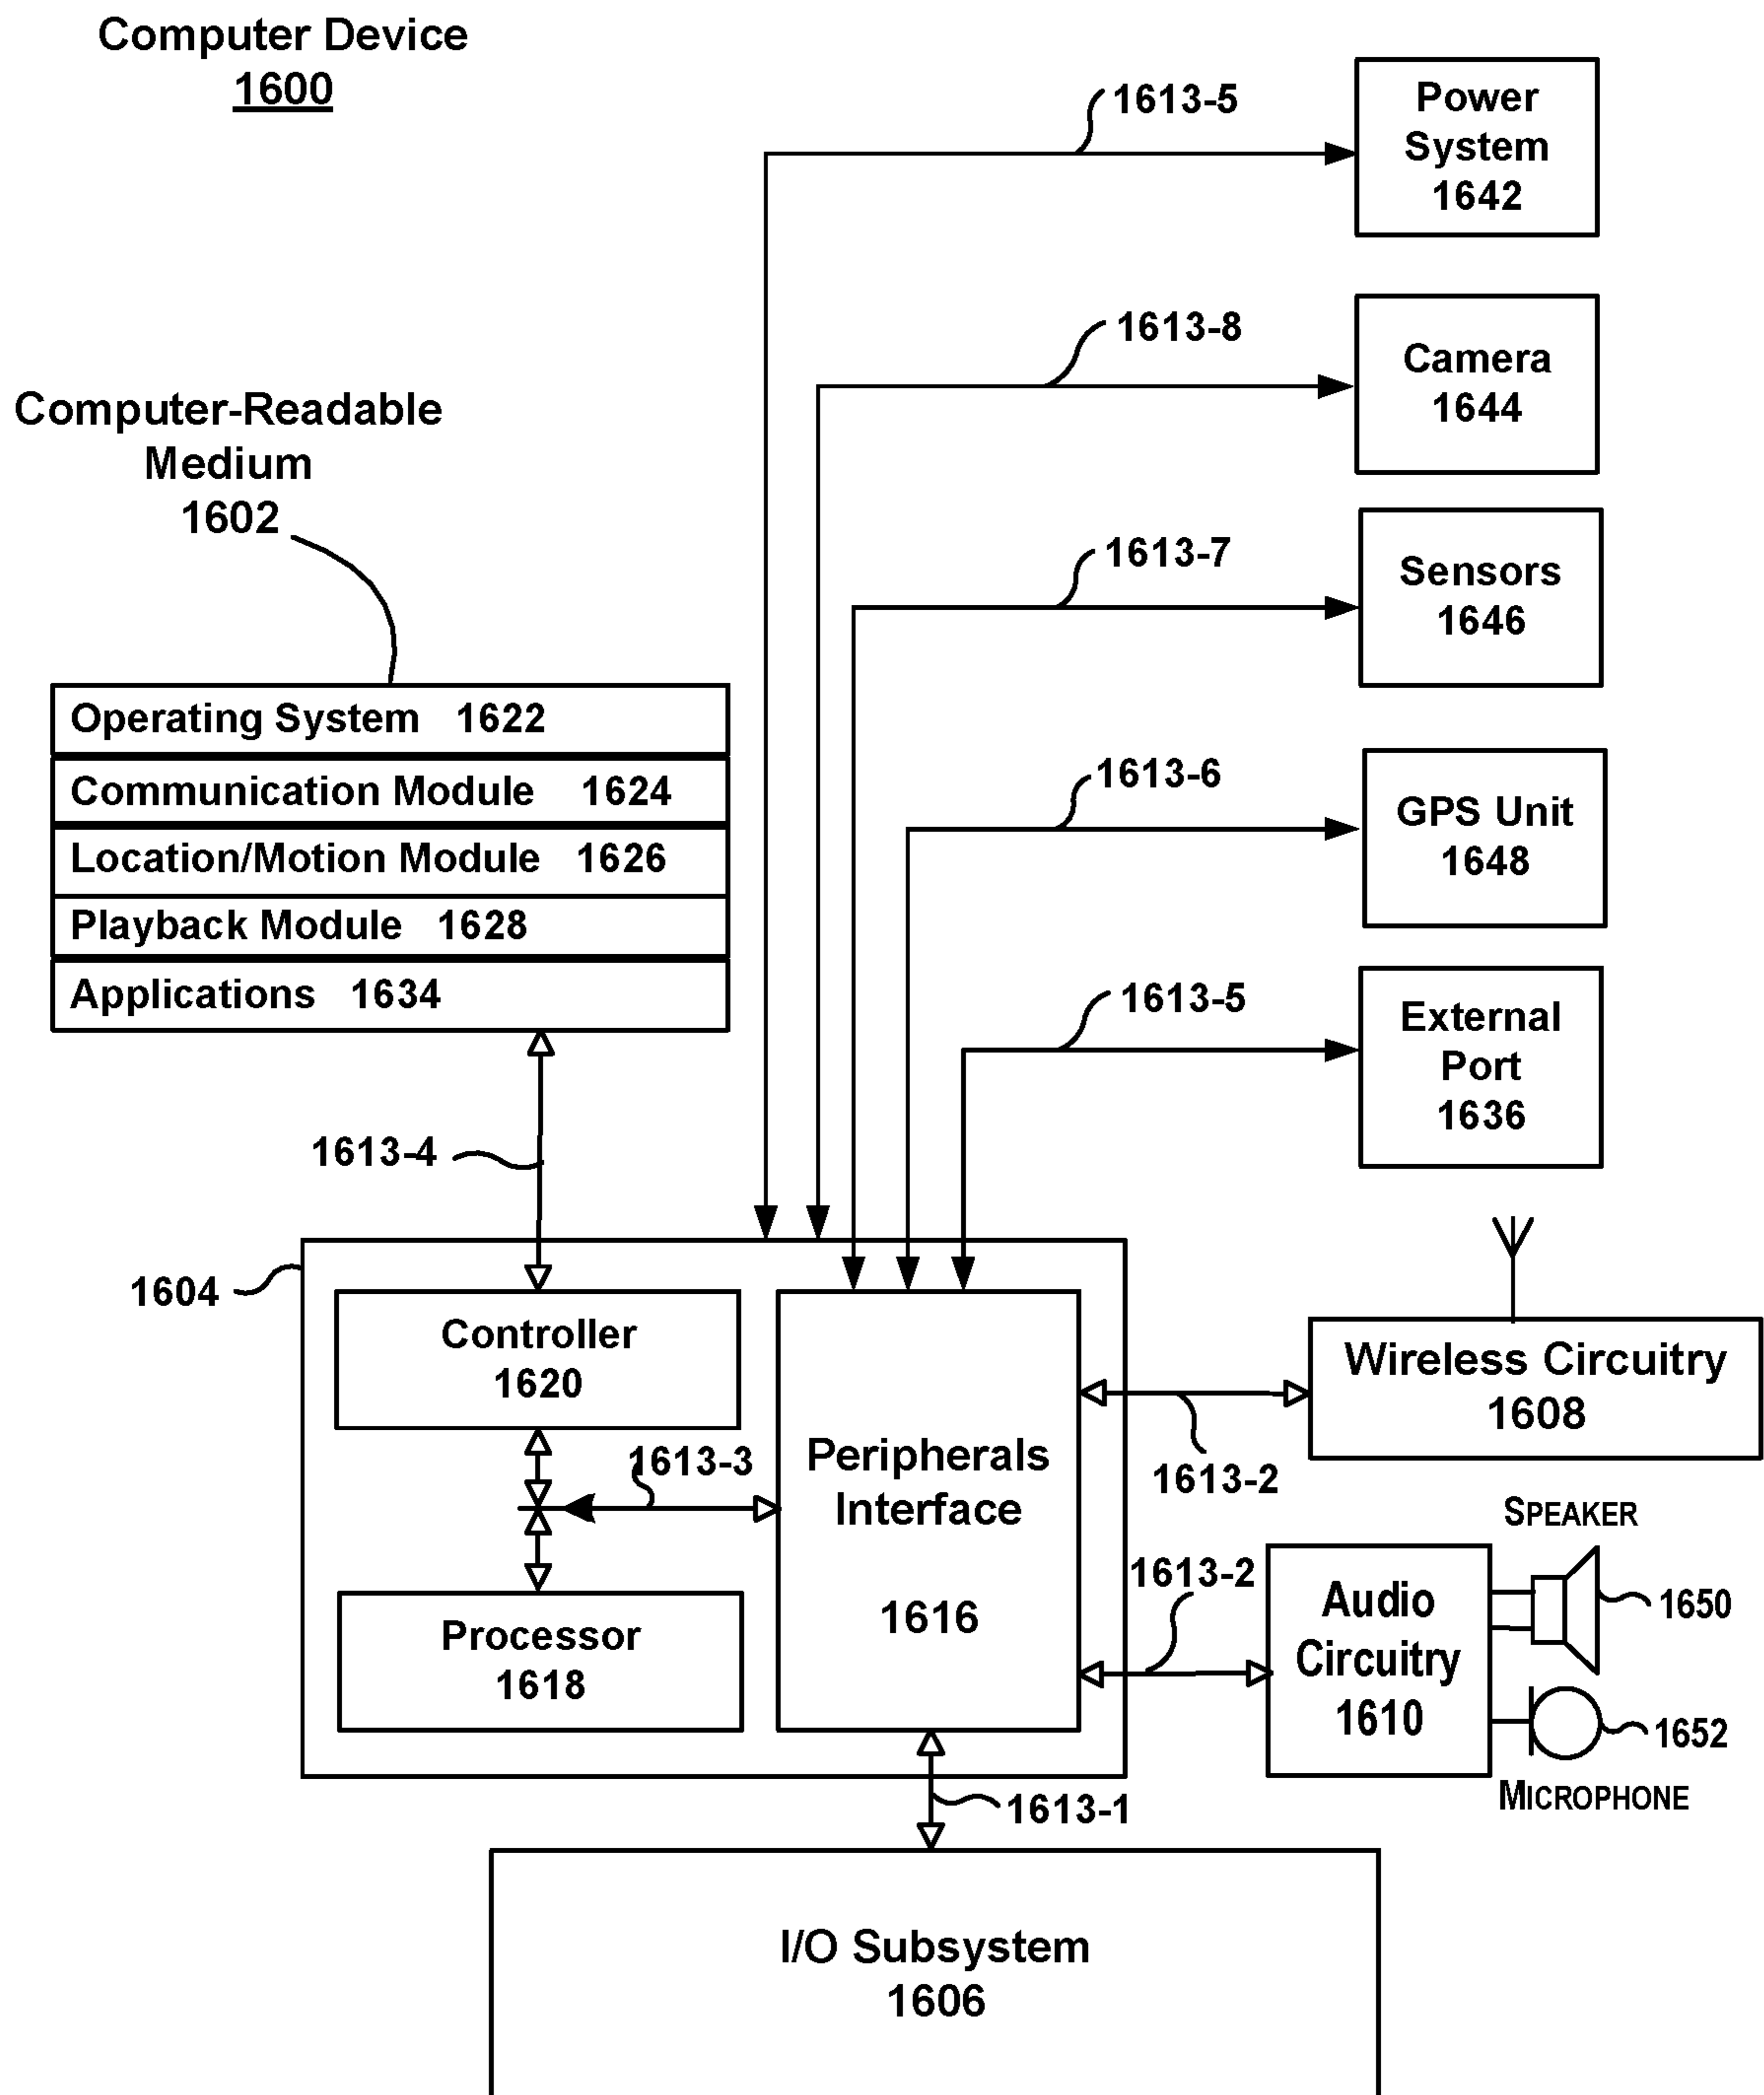 Computer Device
1600
1613-5
Power
System
1642
1613-8
Camera
1644
Computer-Readable
Medium
1602
1613-7
Sensors
1646
Operating System 1622
Communication Module 1624
Location/Motion Module 1626
Playback Module 1628
Applications 1634
1613-6
GPS Unit
1648
1613-5
External
Port
1636
1613-4
1604
Controller
1620
1613-3
Processor
1618
Peripherals
Interface
1616
1613-2
Wireless Circuitry
1608
1613-2
Audio
Circuitry
1610
SPEAKER
1650
1652
MICROPHONE
1613-1
I/O Subsystem
1606